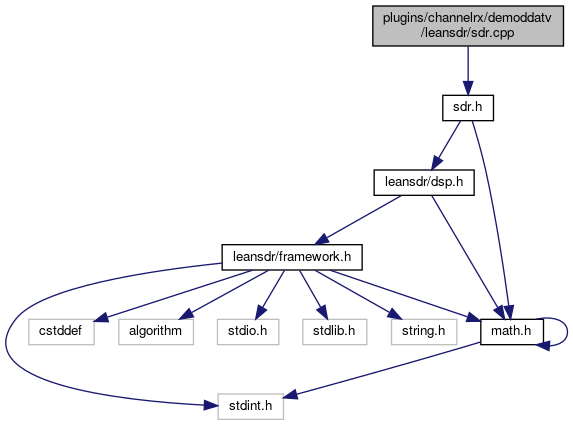 plugins/channelrx/demoddatv
/leansdr/sdr.cpp
sdr.h
leansdr/dsp.h
leansdr/framework.h
cstddef
algorithm
stdio.h
stdlib.h
string.h
math.h
stdint.h